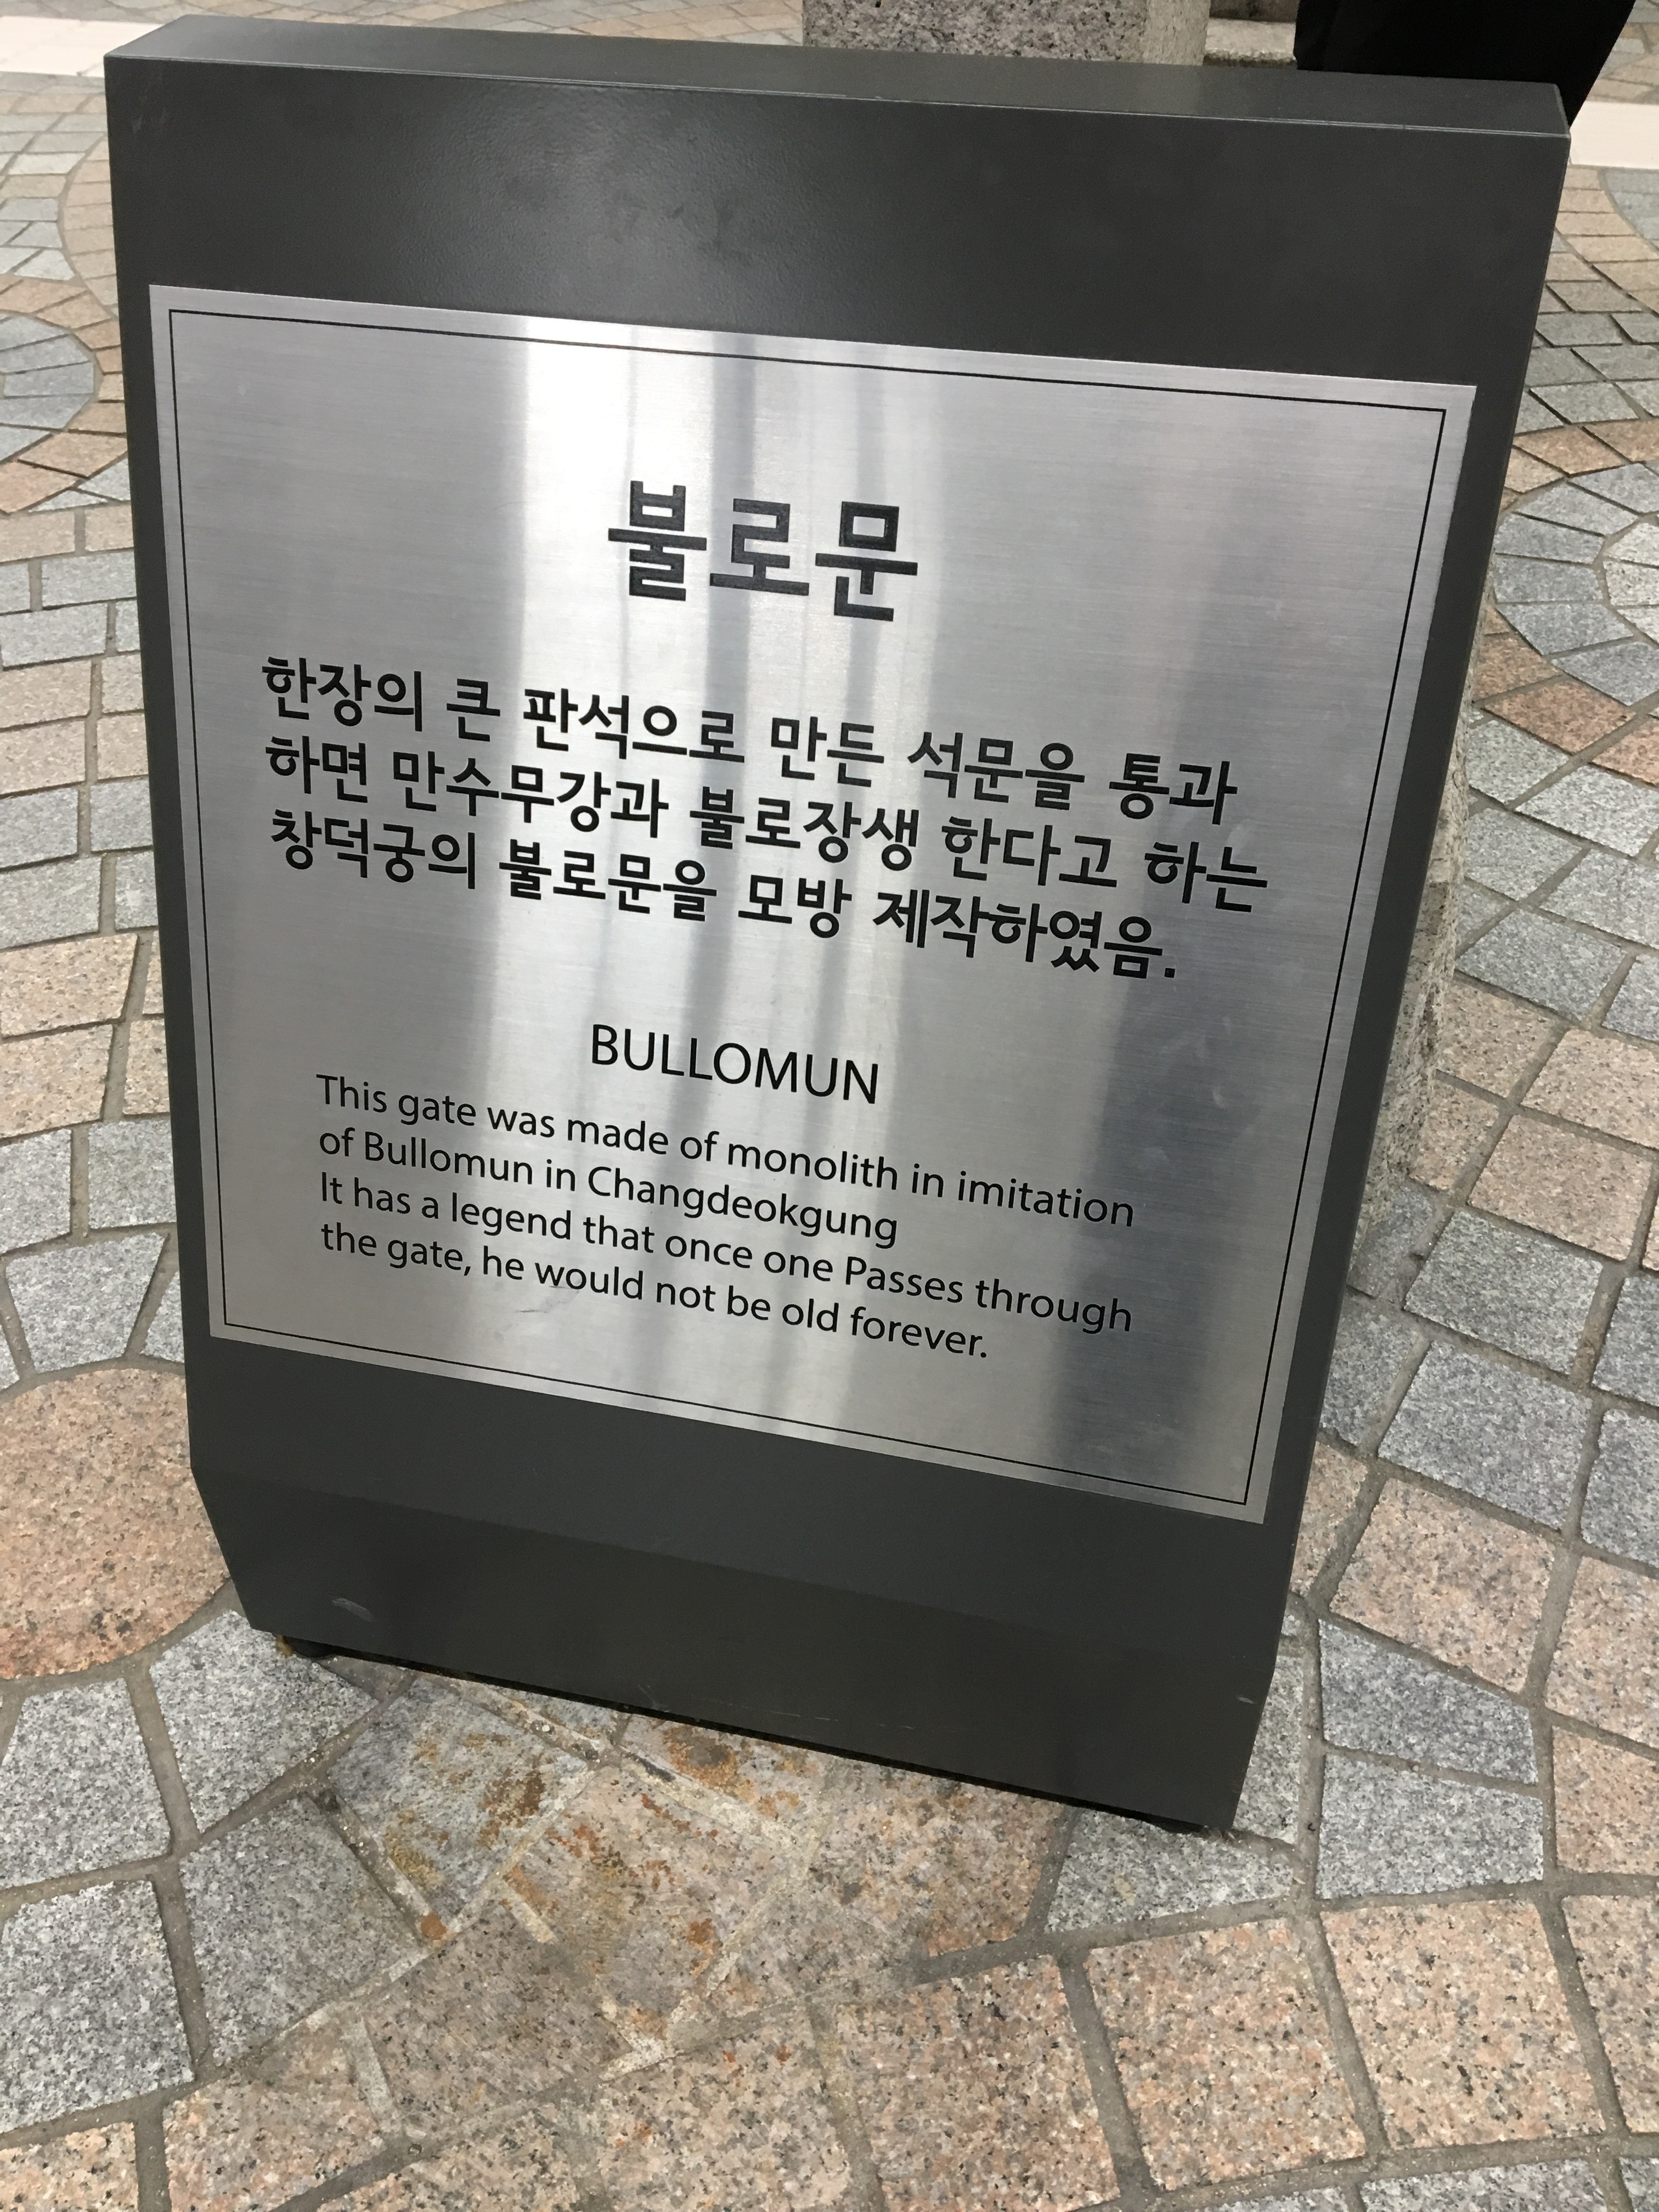 불로문
한장의 큰 판석으로 만든 석문을 통과
하면 만수무강과 불로장생 한다고 하는
창덕궁의 불로문을 모방 제작하였음.
BULLOMUN
This gate was made of monolith in imitation
of Bullomun in Changdeokgung
It has a legend that once one Passes through
the gate, he would not be old forever.